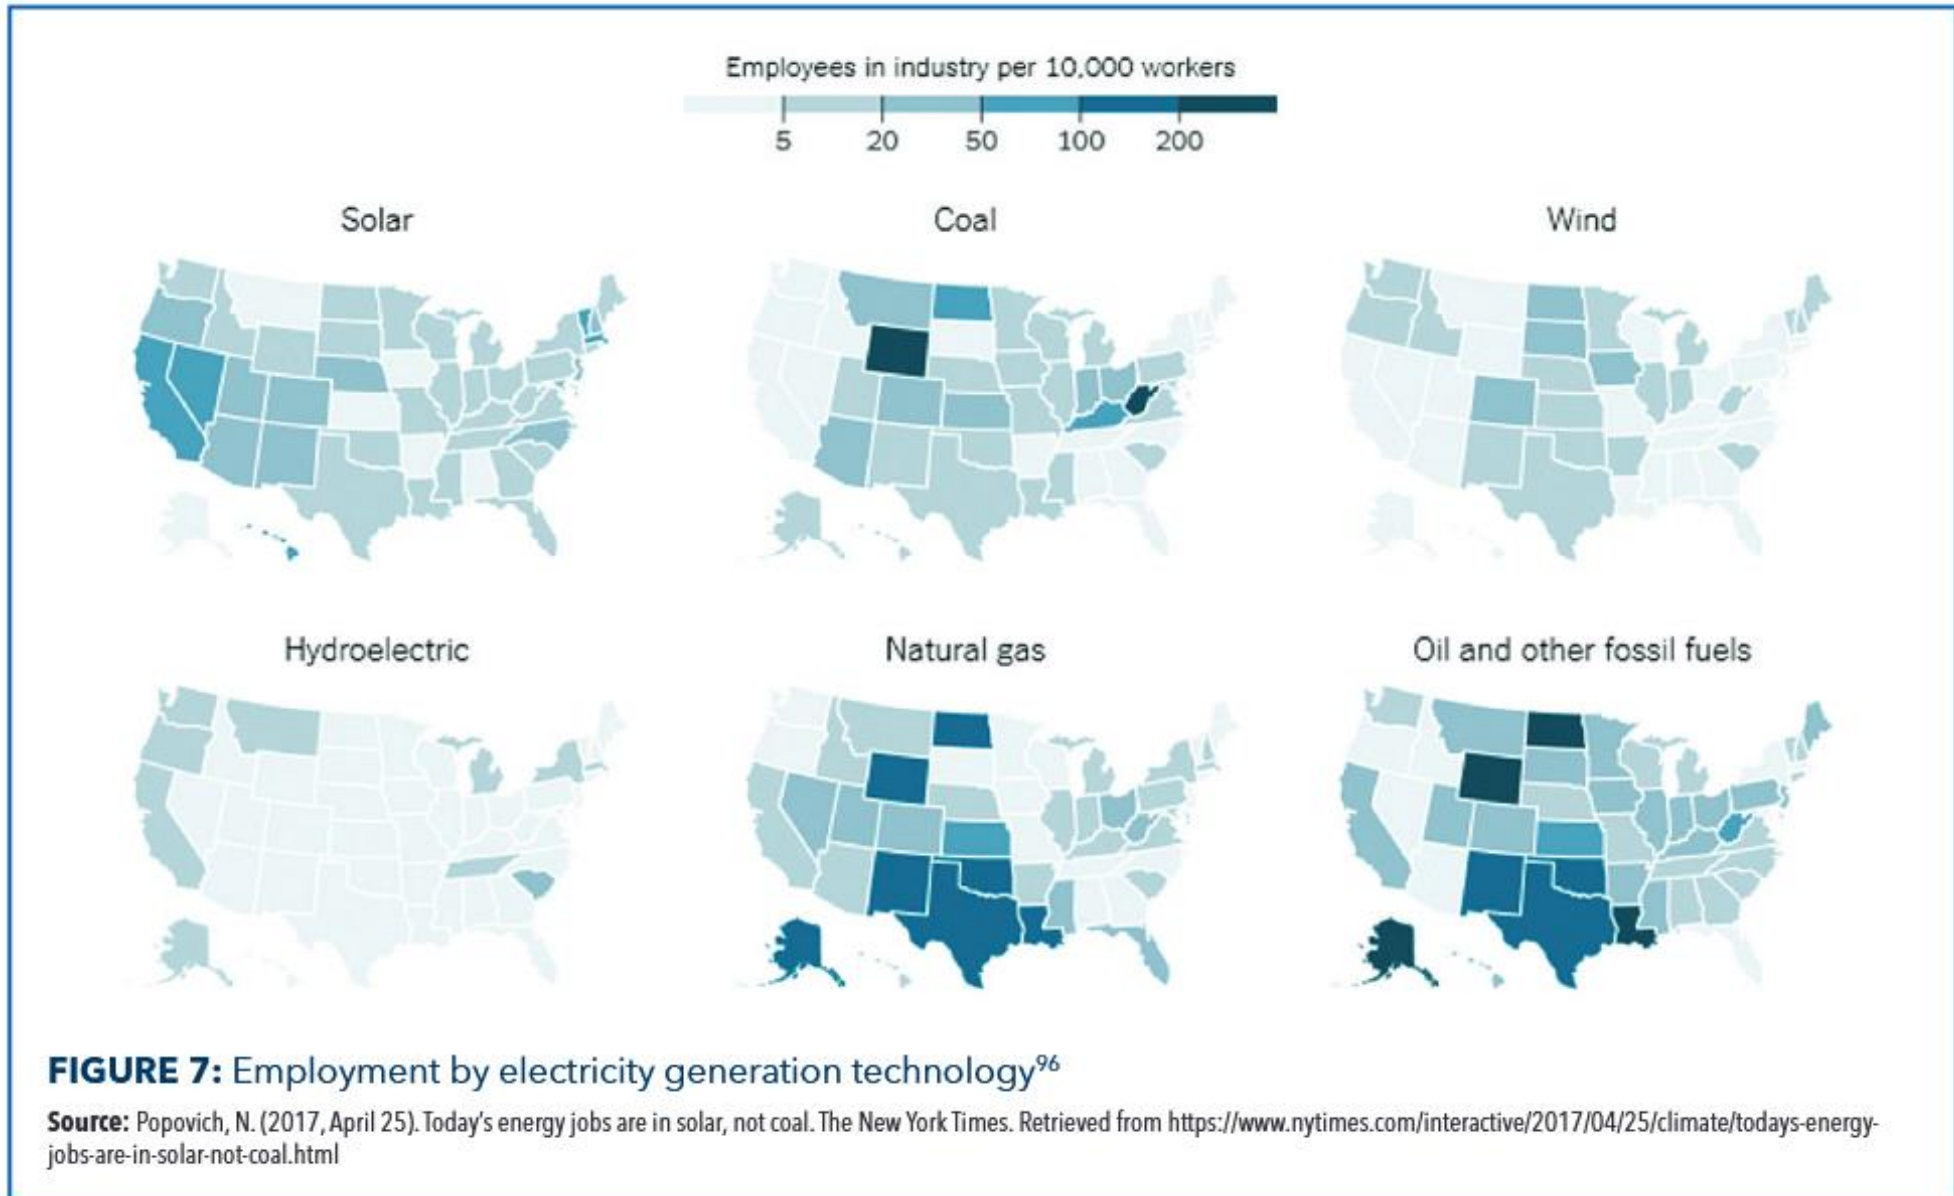 Employees in industry per 10,000 workers
5 20 50 100 200
Solar
Coal
Wind
Hydroelectric
Natural gas
Oil and other fossil fuels
FIGURE 7: Employment by electricity generation technology96
Source: Popovich, N. (2017, April 25). Today's energy jobs are in solar, not coal. The New York Times. Retrieved from https://www.nytimes.com/interactive/2017/04/25/climate/todays-energy-
jobs-are-in-solar-not-coal.html